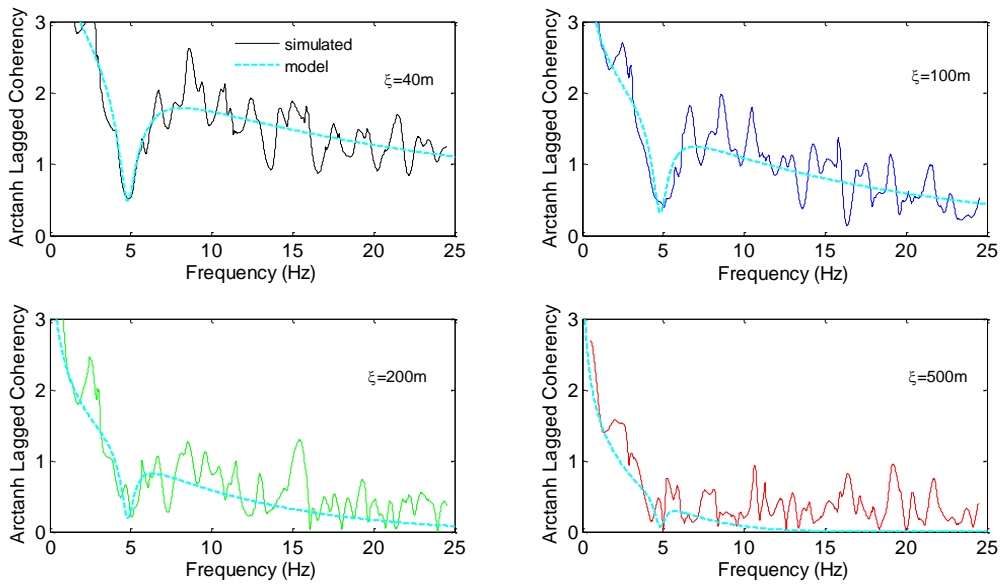 3
2
1
0
0
5
10
15
20
25
Arctanh Lagged Coherency
Frequency (Hz)
simulated
model
ξ=40m
3
2
1
0
0
5
10
15
20
25
Arctanh Lagged Coherency
Frequency (Hz)
ξ=100m
3
2
1
0
0
5
10
15
20
25
Arctanh Lagged Coherency
Frequency (Hz)
ξ=200m
3
2
1
0
0
5
10
15
20
25
Arctanh Lagged Coherency
Frequency (Hz)
ξ=500m